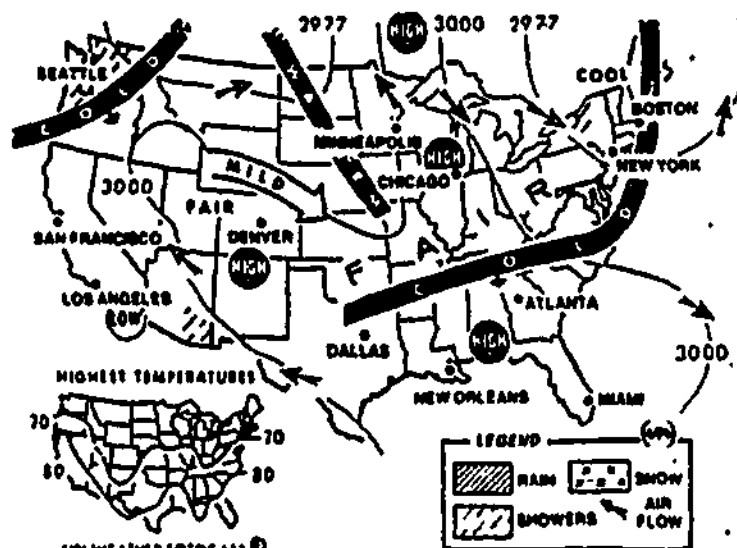 2977
HIGH
3000
2977
SEATTLE
COLD
COOL
BOSTON
MINNEAPOLIS
NEW YORK
HIGH
CHICAGO
MILD
3000
FAIR
FAIR
SAN FRANCISCO
DENVER
HIGH
COLD
LOS ANGELES
LOW
ATLANTA
DALLAS
HIGH
3000
HIGHEST TEMPERATURES
NEW ORLEANS
MIAMI
70
70
80
80
LEGEND
RAIN
SNOW
SHOWERS
AIR
FLOW